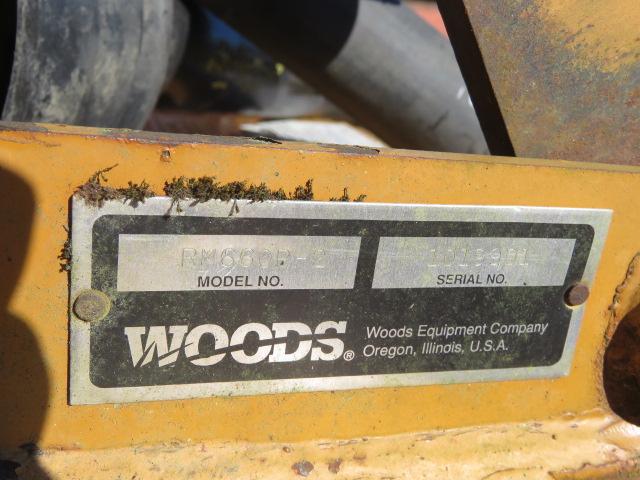 MODEL NO.
SERIAL NO.
WOODS®
Woods Equipment Company
Oregon, Illinois, U.S.A.